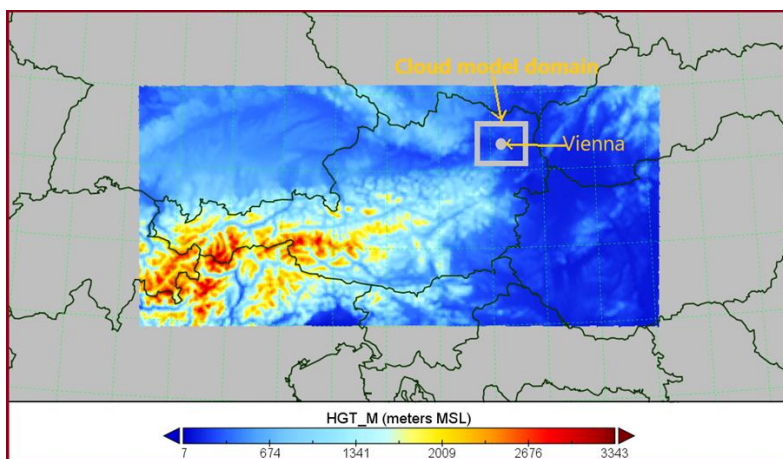 Cloud model domain
Vienna
HGT_M (meters MSL)
7 674 1341 2009 2676 3343